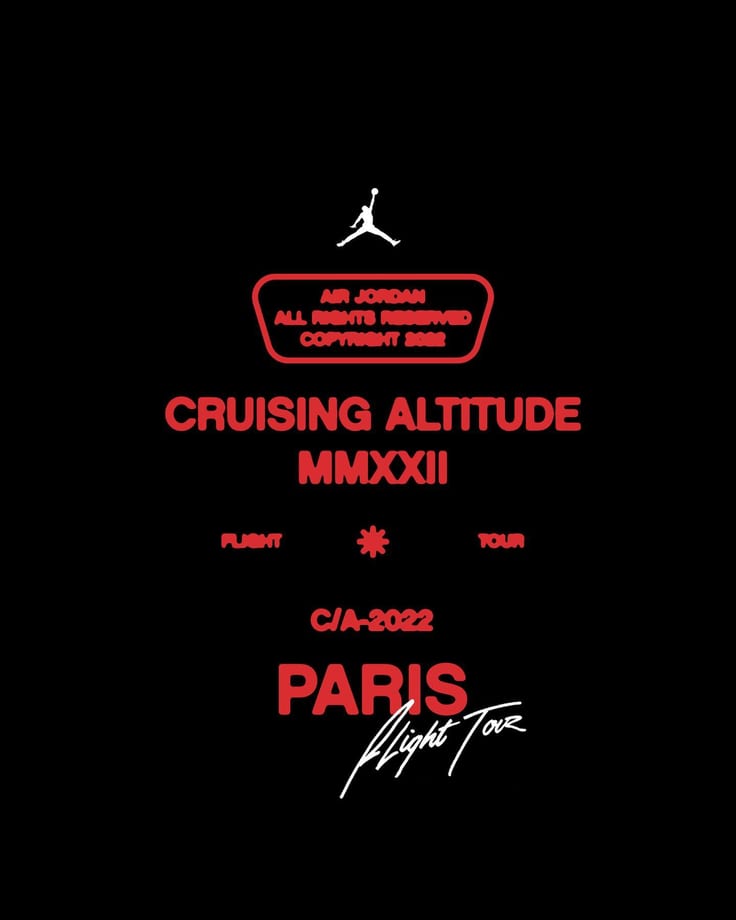 AIR JORDAN
ALL RIGHTS RESERVED
COPYRIGHT 2022
CRUISING ALTITUDE
MMXXII
FLIGHT TOUR
C/A-2022
PARIS
Flight Tour